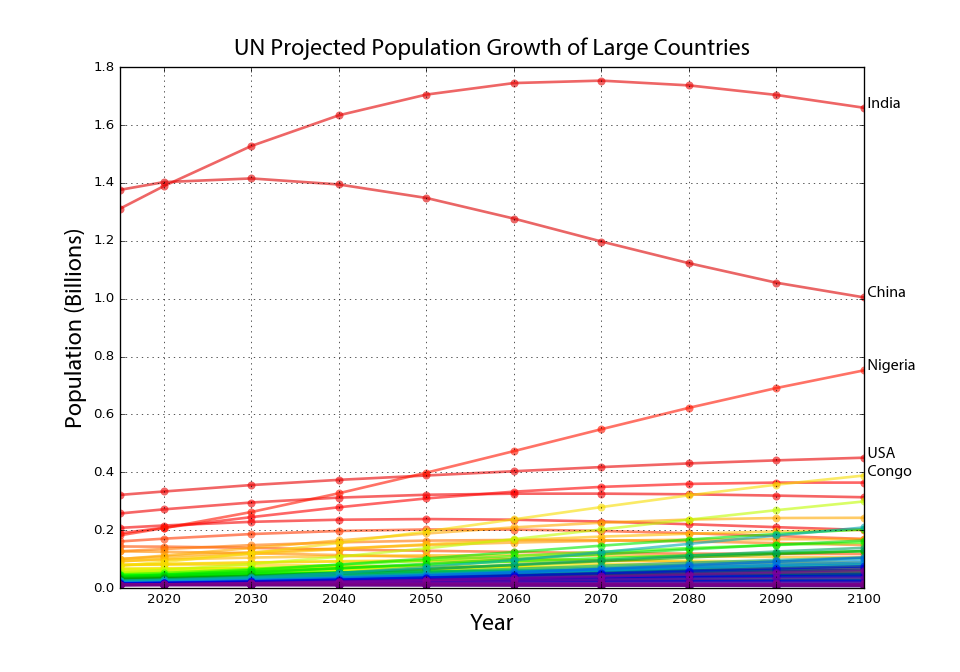 UN Projected Population Growth of Large Countries
1.8
1.6
1.4
1.2
1.0
0.8
0.6
0.4
0.2
0.0
Population (Billions)
India
China
Nigeria
USA
Congo
2020 2030 2040 2050 2060 2070 2080 2090 2100
Year